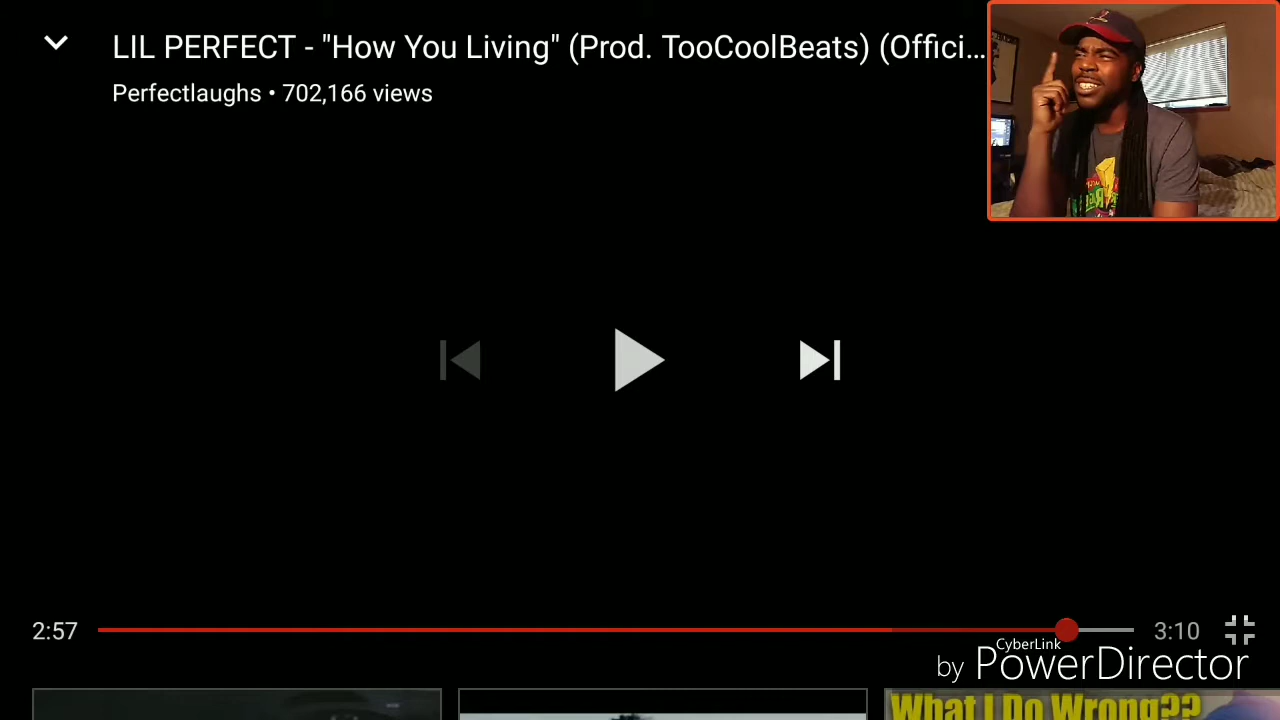 LIL PERFECT - "How You Living" (Prod. TooCoolBeats) (Offici...
Perfectlaughs • 702,166 views
2:57
3:10
CyberLink
by PowerDirector
What I Do Wrong??